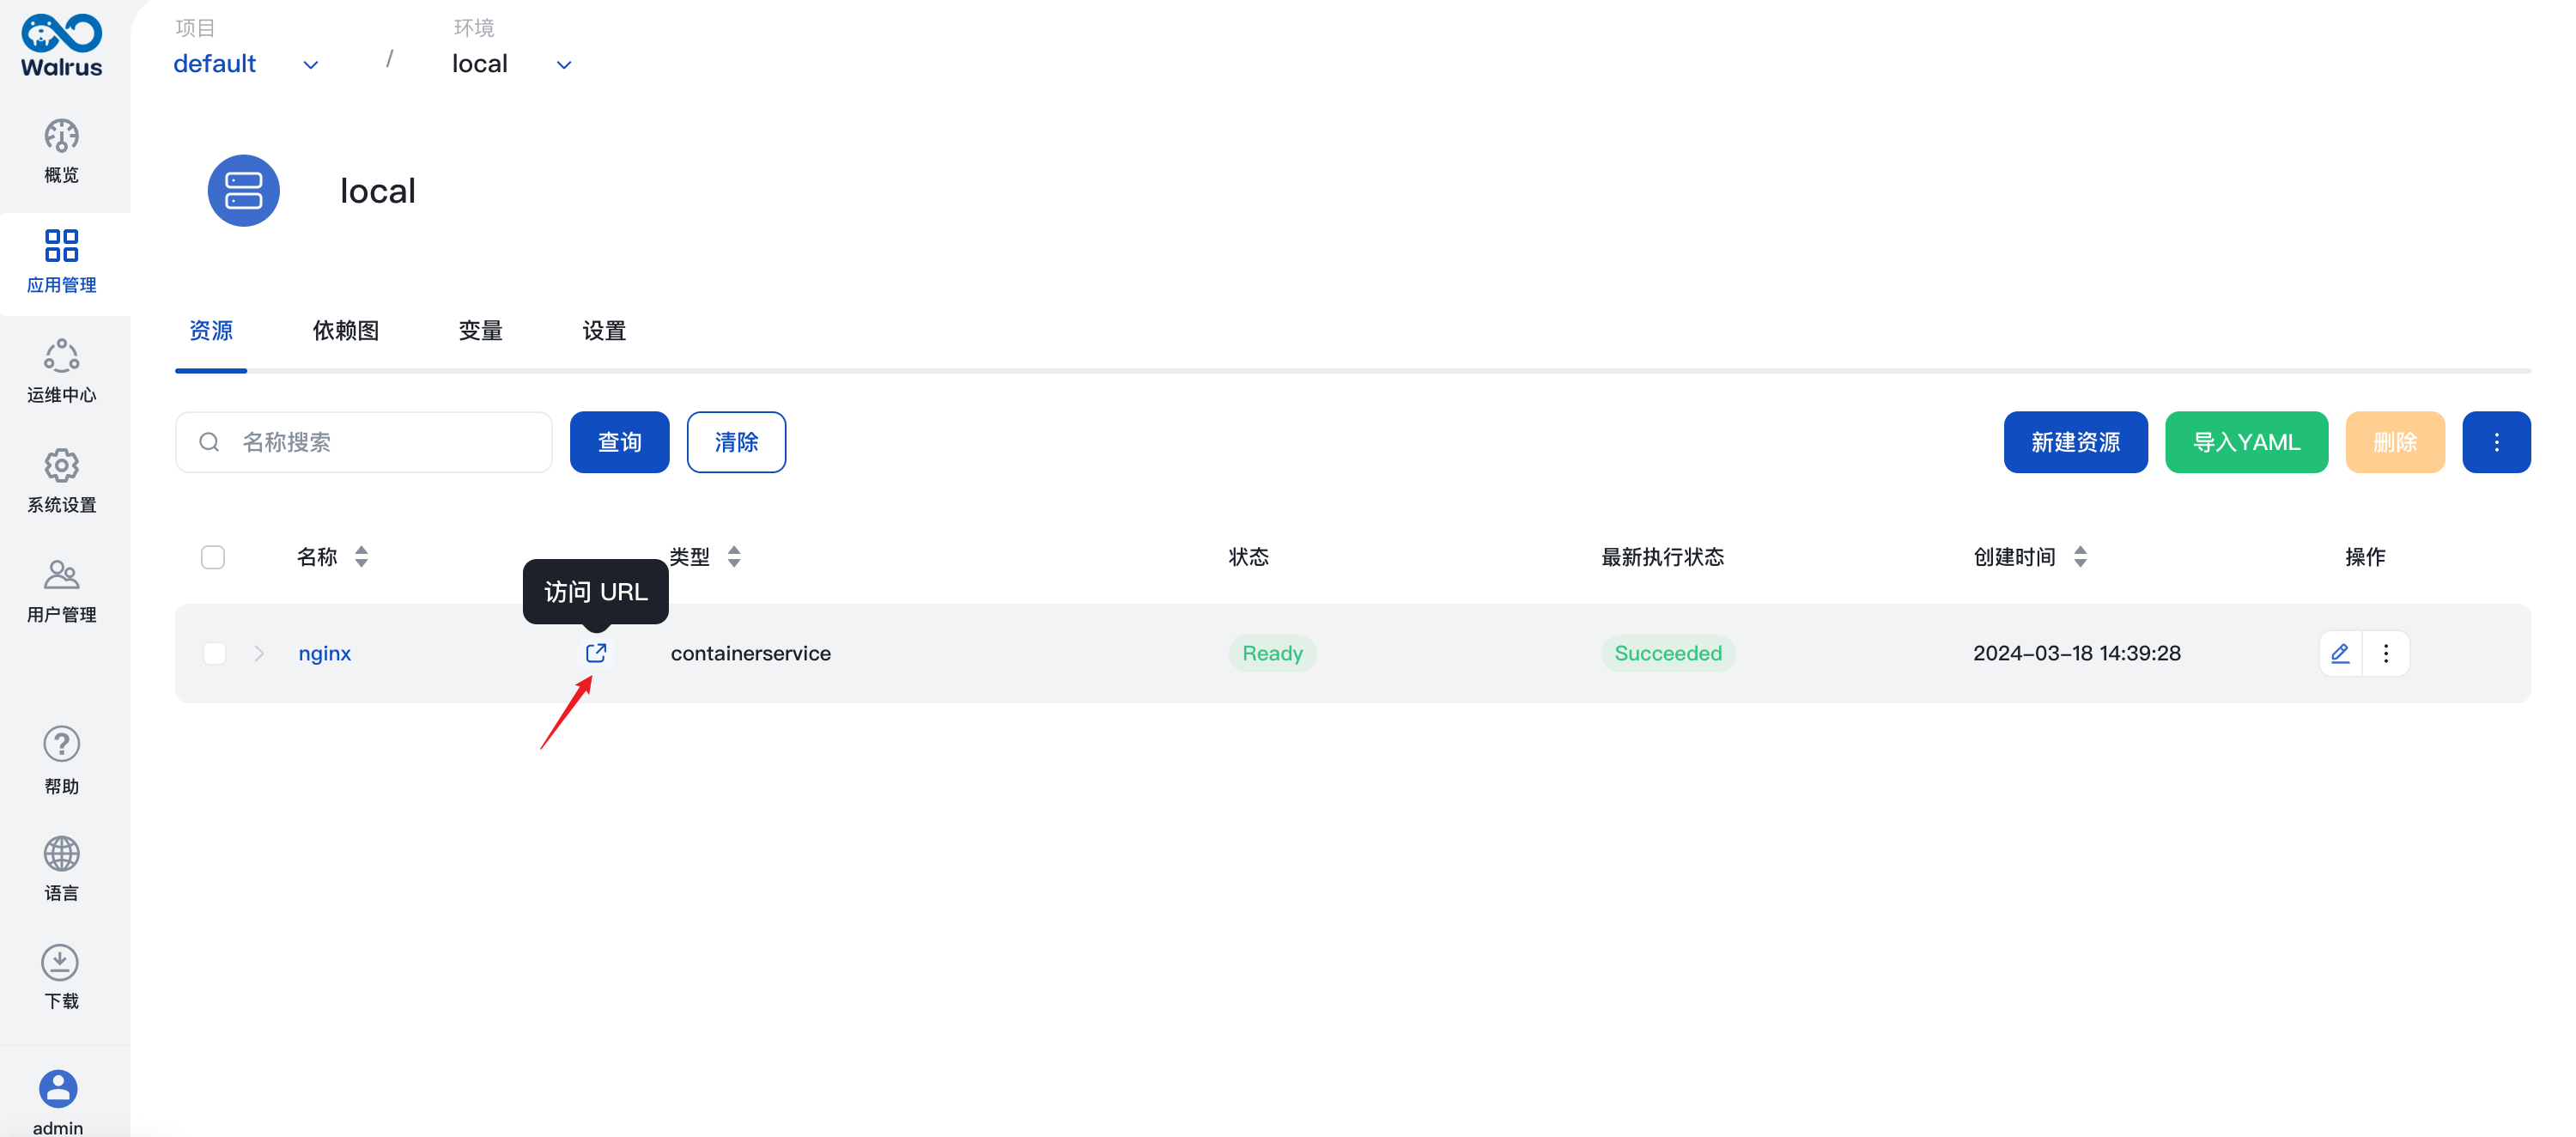 Walrus
概览
应用管理
运维中心
系统设置
用户管理
帮助
语言
下载
admin
项目
环境
default / local
local
资源 依赖图 变量 设置
名称搜索 查询 清除 新建资源 导入YAML 删除
名称 类型 状态 最新执行状态 创建时间 操作
访问 URL
nginx containerservice Ready Succeeded 2024-03-18 14:39:28